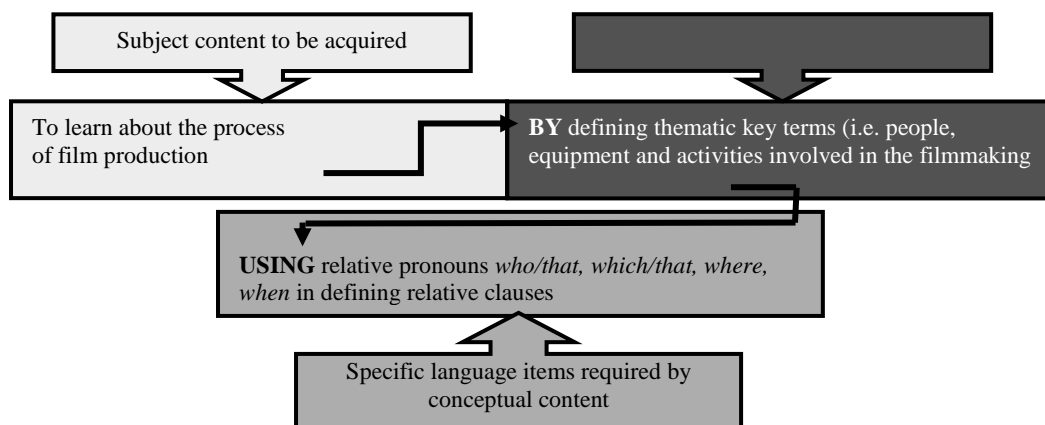 Subject content to be acquired
To learn about the process
of film production
BY defining thematic key terms (i.e. people,
equipment and activities involved in the filmmaking
USING relative pronouns who/that, which/that, where,
when in defining relative clauses
Specific language items required by
conceptual content